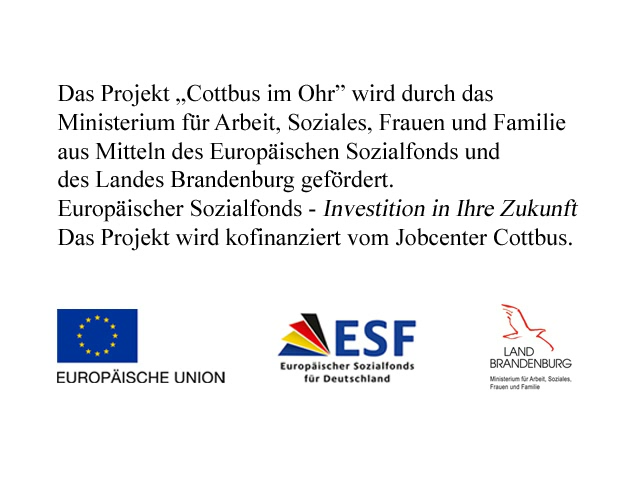 Das Projekt „Cottbus im Ohr” wird durch das
Ministerium für Arbeit, Soziales, Frauen und Familie
aus Mitteln des Europäischen Sozialfonds und
des Landes Brandenburg gefördert.
Europäischer Sozialfonds - Investition in Ihre Zukunft
Das Projekt wird kofinanziert vom Jobcenter Cottbus.
EUROPÄISCHE UNION
ESF
Europäischer Sozialfonds
für Deutschland
LAND
BRANDENBURG
Ministerium für Arbeit, Soziales,
Frauen und Familie